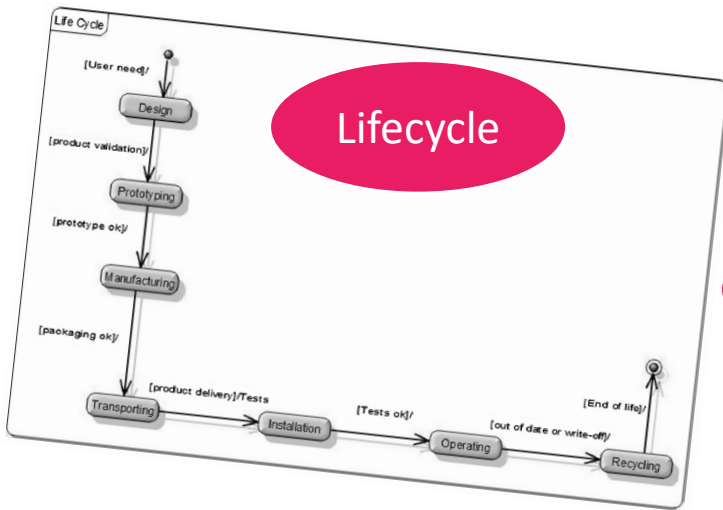 Life Cycle
[User need]/
Design
Lifecycle
[product validation]/
Prototyping
[prototype ok]/
Manufacturing
[packaging ok]/
[product delivery]/Tests
Transporting
Installation
[Tests ok]/
Operating
[out of date or write-off]/
[End of life]/
Recycling